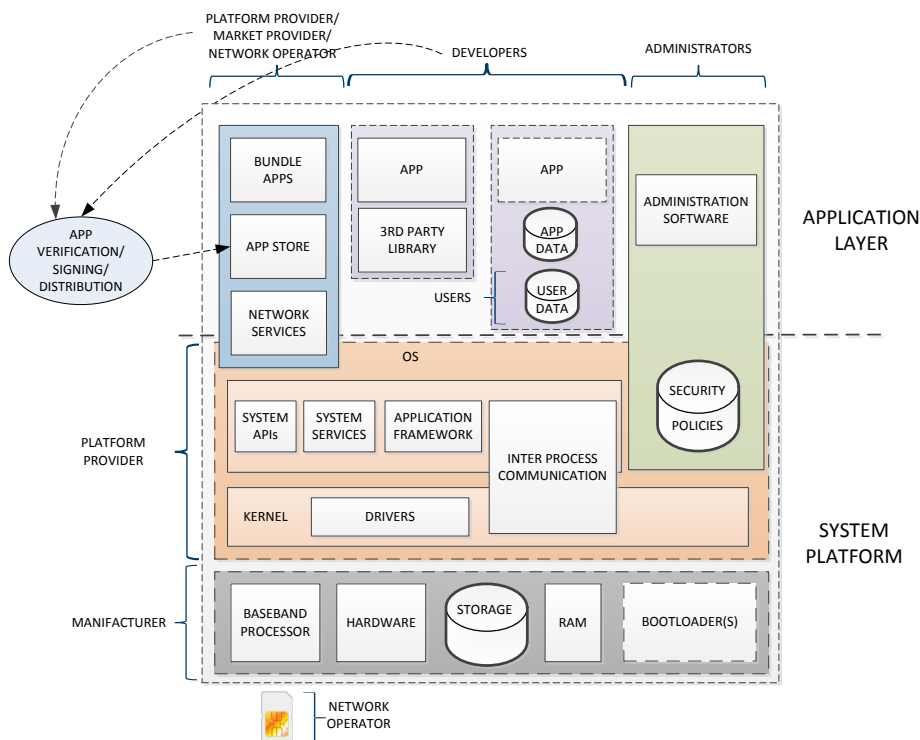 PLATFORM PROVIDER/
MARKET PROVIDER/
NETWORK OPERATOR
DEVELOPERS
ADMINISTRATORS
BUNDLE
APPS
APP
APP
ADMINISTRATION
SOFTWARE
APPLICATION
LAYER
APP
VERIFICATION/
SIGNING/
DISTRIBUTION
APP STORE
3RD PARTY
LIBRARY
APP
DATA
USERS
USER
DATA
NETWORK
SERVICES
OS
SECURITY
POLICIES
PLATFORM
PROVIDER
SYSTEM
APIs
SYSTEM
SERVICES
APPLICATION
FRAMEWORK
INTER PROCESS
COMMUNICATION
KERNEL
DRIVERS
SYSTEM
PLATFORM
MANIFACTURER
BASEBAND
PROCESSOR
HARDWARE
STORAGE
RAM
BOOTLOADER(S)
NETWORK
OPERATOR